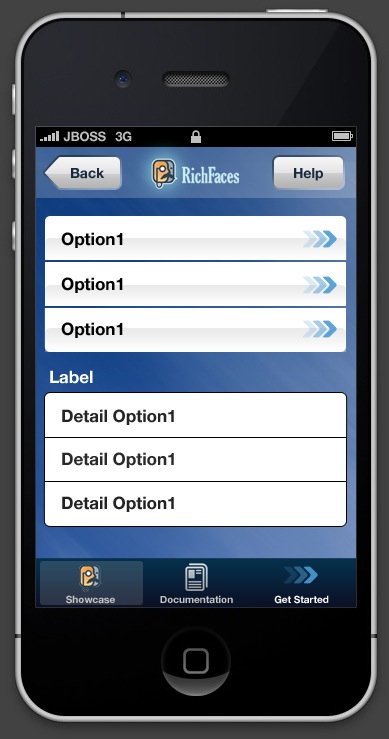 JBOSS 3G
Back RichFaces Help
Option1
Option1
Option1
Label
Detail Option1
Detail Option1
Detail Option1
Showcase Documentation Get Started